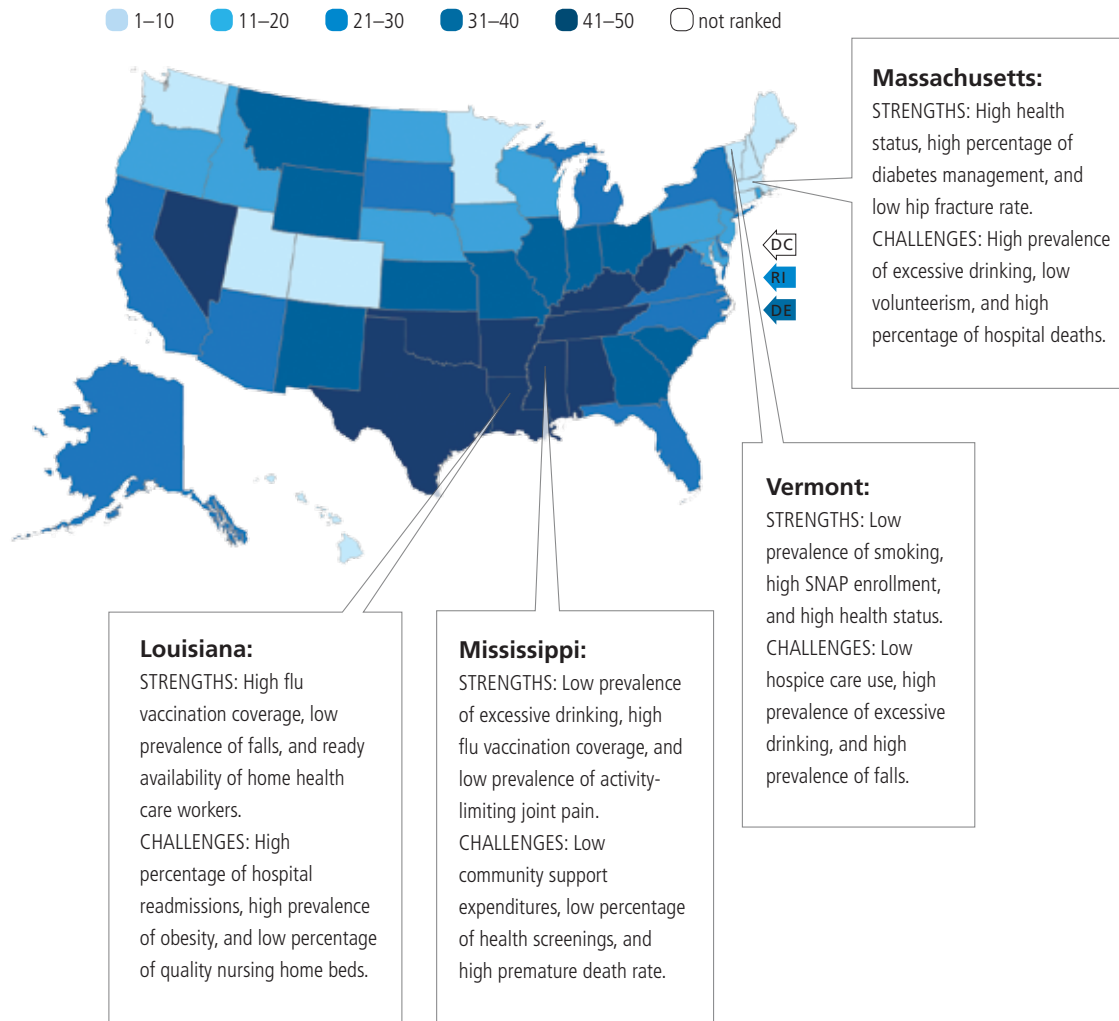 1–10 11–20 21–30 31–40 41–50 not ranked
Massachusetts:
STRENGTHS: High health
status, high percentage of
diabetes management, and
low hip fracture rate.
CHALLENGES: High prevalence
of excessive drinking, low
volunteerism, and high
percentage of hospital deaths.
DC
RI
DE
Vermont:
STRENGTHS: Low
prevalence of smoking,
high SNAP enrollment,
and high health status.
CHALLENGES: Low
hospice care use, high
prevalence of excessive
drinking, and high
prevalence of falls.
Louisiana:
STRENGTHS: High flu
vaccination coverage, low
prevalence of falls, and ready
availability of home health
care workers.
CHALLENGES: High
percentage of hospital
readmissions, high prevalence
of obesity, and low percentage
of quality nursing home beds.
Mississippi:
STRENGTHS: Low prevalence
of excessive drinking, high
flu vaccination coverage, and
low prevalence of activity-
limiting joint pain.
CHALLENGES: Low
community support
expenditures, low percentage
of health screenings, and
high premature death rate.